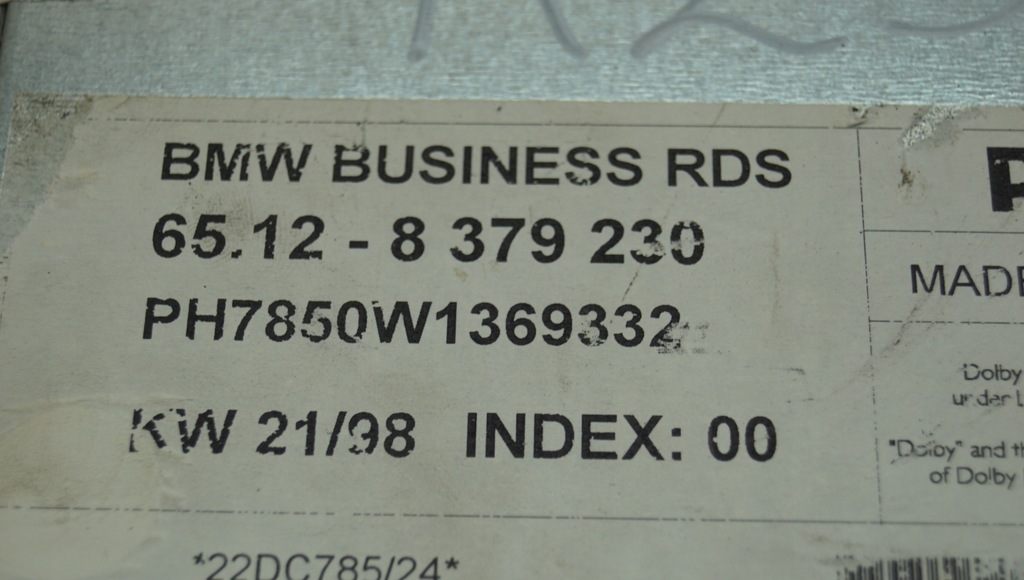 BMW BUSINESS RDS
65.12 - 8 379 230
PH7850W1369332
KW 21/98 INDEX: 00
*22DC785/24*
P
MADE
Dolby
under L
"Dolby" and th
of Dolby